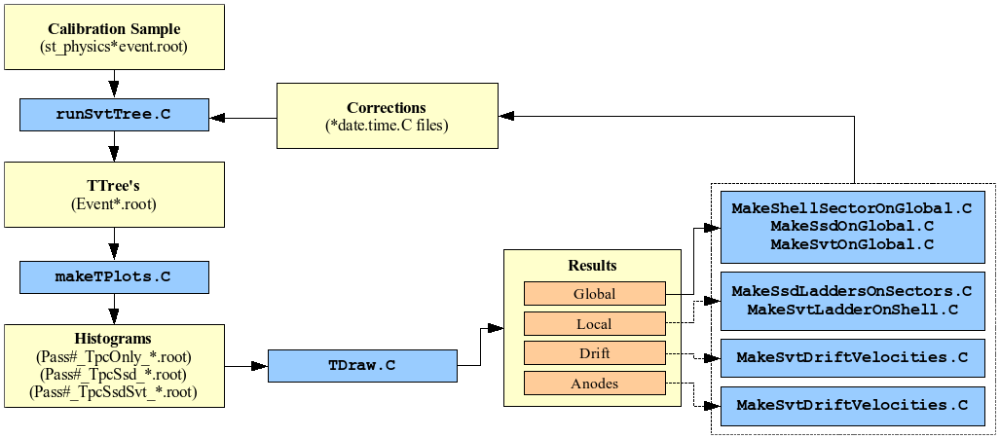 Calibration Sample
(st_physics*event.root)
runSvtTree.C
Corrections
(*date.time.C files)
TTree's
(Event*.root)
makeTPlots.C
Histograms
(Pass#_TpcOnly_*.root)
(Pass#_TpcSsd_*.root)
(Pass#_TpcSsdSvt_*.root)
TDraw.C
Results
Global
Local
Drift
Anodes
MakeShellSectorOnGlobal.C
MakeSsdOnGlobal.C
MakeSvtOnGlobal.C
MakeSsdLaddersOnSectors.C
MakeSvtLadderOnShell.C
MakeSvtDriftVelocities.C
MakeSvtDriftVelocities.C